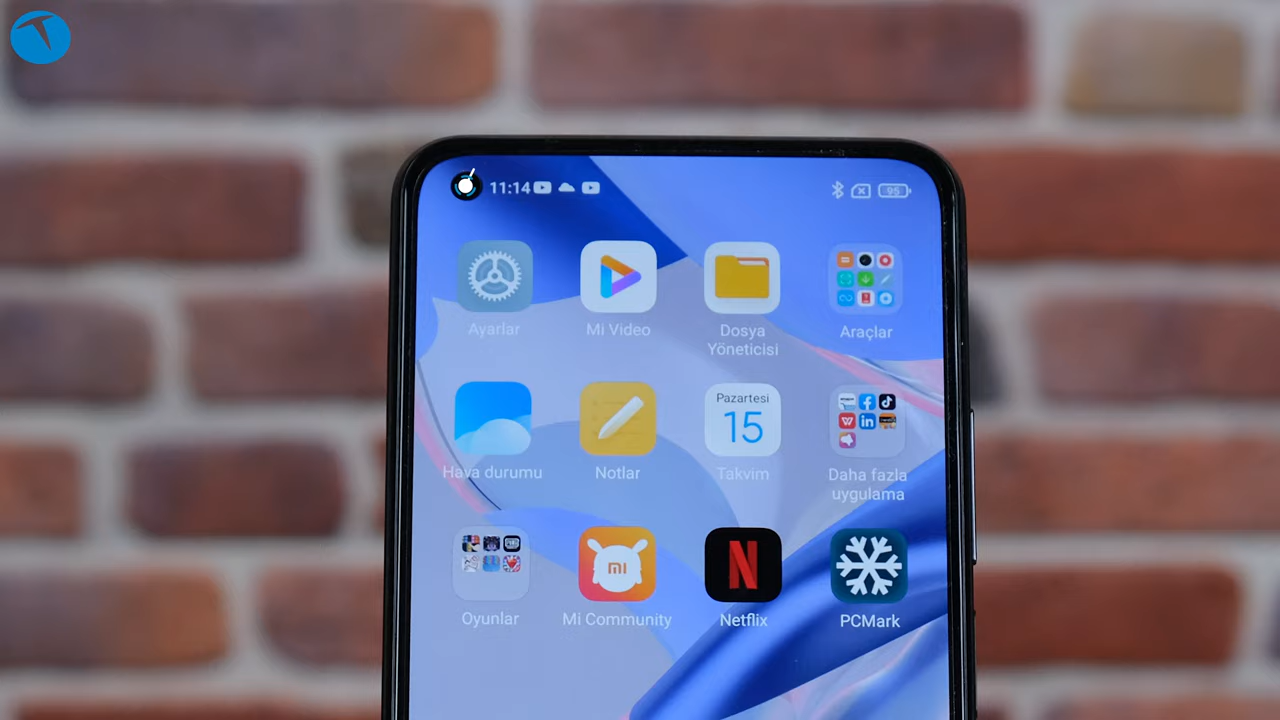 11:14
95
Ayarlar
Mi Video
Dosya
Yöneticisi
Araçlar
Pazartesi
15
Hava durumu
Notlar
Takvim
Daha fazla
uygulama
mi
N
Oyunlar
Mi Community
Netflix
PCMark